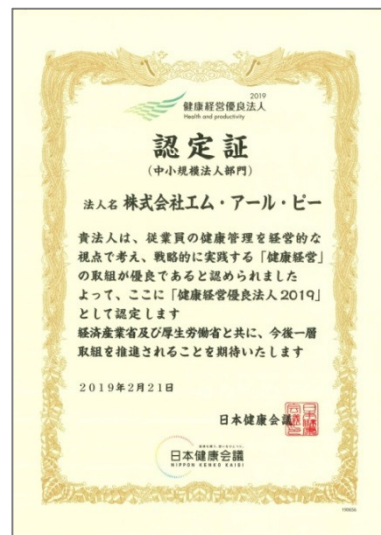 2019
健康経営優良法人
Health and productivity
認定証
(中小規模法人部門)
法人名 株式会社エム・アール・ピー
貴法人は、従業員の健康管理を経営的な
視点で考え、戦略的に実践する「健康経営」
の取組が優良であると認められました
よって、ここに「健康経営優良法人2019」
として認定します
経済産業省及び厚生労働省と共に、今後一層
取組を推進されることを期待いたします
2019年2月21日
日本健康会議
日本健康会議
NIPPON KENKO KAIGI